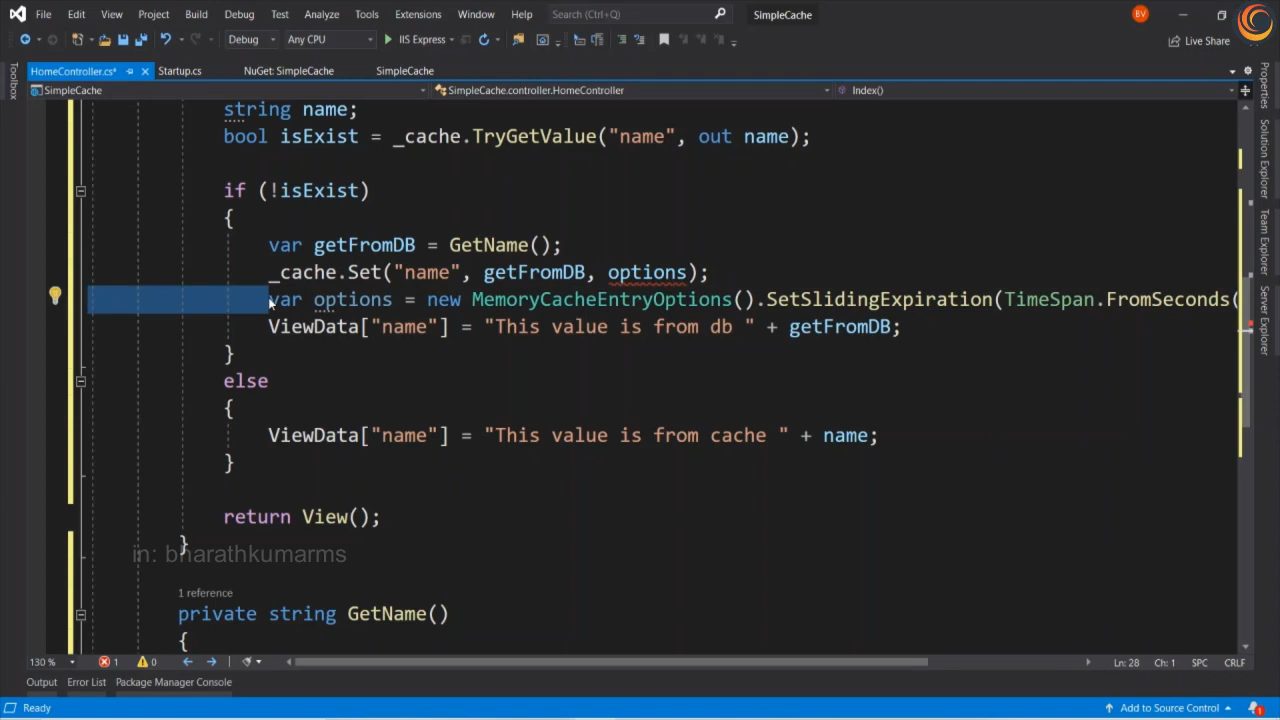 File Edit View Project Build Debug Test Analyze Tools Extensions Window Help Search (Ctrl+Q) SimpleCache BV
Debug Any CPU IIS Express Live Share
HomeController.cs* Startup.cs NuGet: SimpleCache SimpleCache
SimpleCache SimpleCache.controller.HomeController Index()
Toolbox
string name;
bool isExist = _cache.TryGetValue("name", out name);
if (!isExist)
{
var getFromDB = GetName();
_cache.Set("name", getFromDB, options);
var options = new MemoryCacheEntryOptions().SetSlidingExpiration(TimeSpan.FromSeconds(
ViewData["name"] = "This value is from db " + getFromDB;
}
else
{
ViewData["name"] = "This value is from cache " + name;
}
return View();
}
in: bharathkumarms
1 reference
private string GetName()
{
Properties
Solution Explorer
Team Explorer
Server Explorer
130 % 1 0 Ln: 28 Ch: 1 SPC CRLF
Output Error List Package Manager Console
Ready Add to Source Control 1